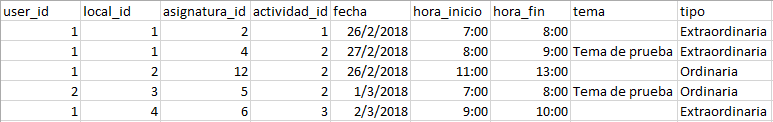 user_id local_id asignatura_id actividad_id fecha hora_inicio hora_fin tema tipo
1 1 2 1 26/2/2018 7:00 8:00 Extraordinaria
1 1 4 2 27/2/2018 8:00 9:00 Tema de prueba Extraordinaria
1 2 12 2 26/2/2018 11:00 13:00 Ordinaria
2 3 5 2 1/3/2018 7:00 8:00 Tema de prueba Ordinaria
1 4 6 3 2/3/2018 9:00 10:00 Extraordinaria